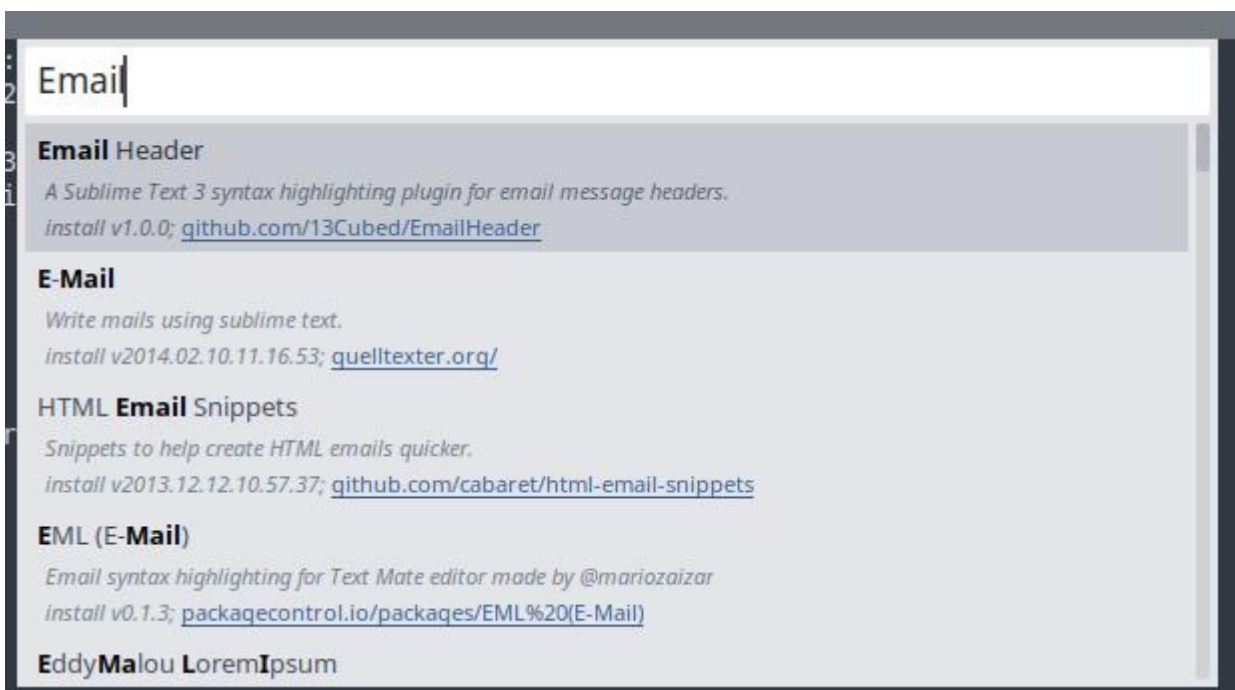 :
2
3
i
r
Email
Email Header
A Sublime Text 3 syntax highlighting plugin for email message headers.
install v1.0.0; github.com/13Cubed/EmailHeader
E-Mail
Write mails using sublime text.
install v2014.02.10.11.16.53; quelltexter.org/
HTML Email Snippets
Snippets to help create HTML emails quicker.
install v2013.12.12.10.57.37; github.com/cabaret/html-email-snippets
EML (E-Mail)
Email syntax highlighting for Text Mate editor made by @mariozaizar
install v0.1.3; packagecontrol.io/packages/EML%20(E-Mail)
EddyMalou LoremIpsum